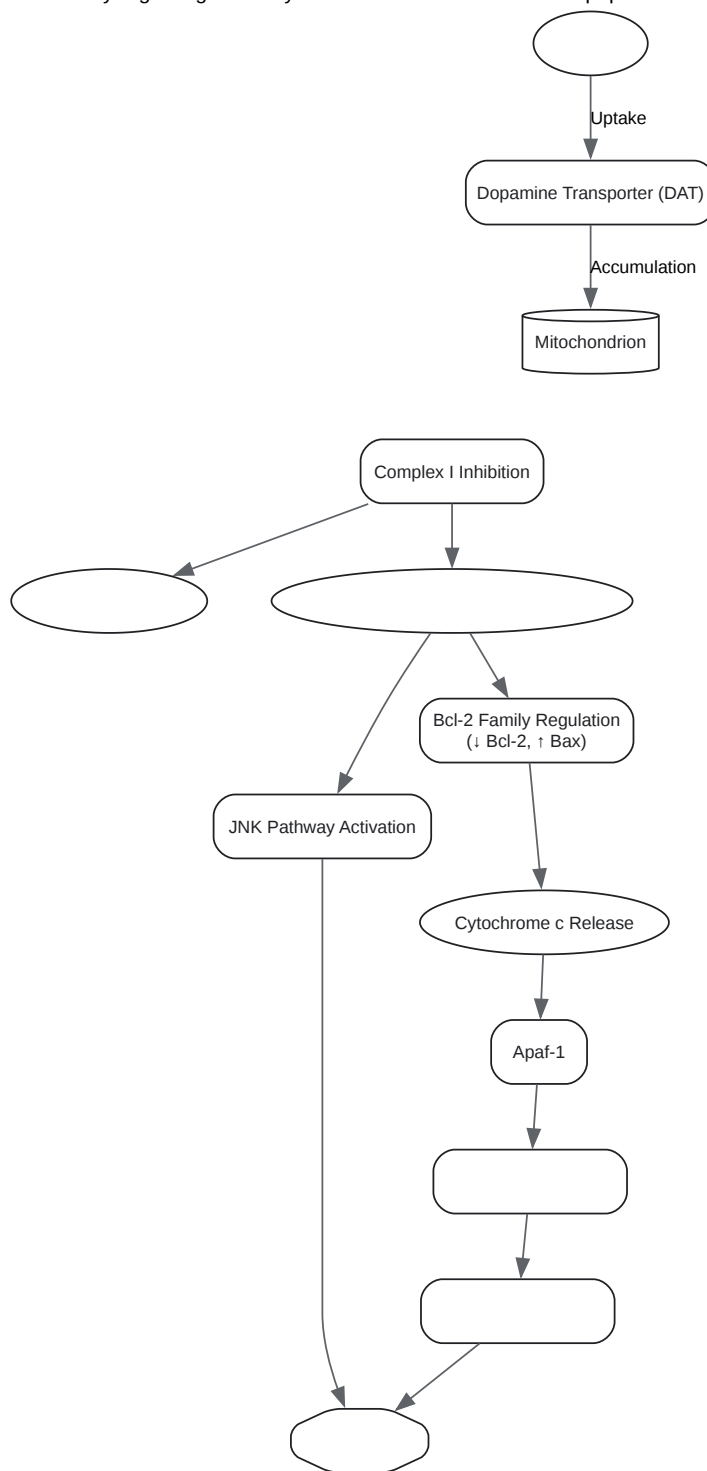 Uptake
Dopamine Transporter (DAT)
Accumulation
Mitochondrion
Complex I Inhibition
Bcl-2 Family Regulation
(↓ Bcl-2, ↑ Bax)
JNK Pathway Activation
Cytochrome c Release
Apaf-1